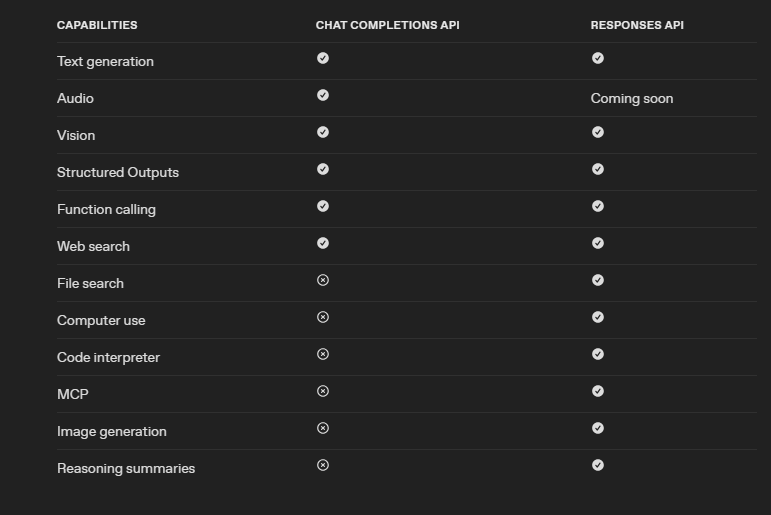 CAPABILITIES CHAT COMPLETIONS API RESPONSES API
Text generation
Audio Coming soon
Vision
Structured Outputs
Function calling
Web search
File search
Computer use
Code interpreter
MCP
Image generation
Reasoning summaries